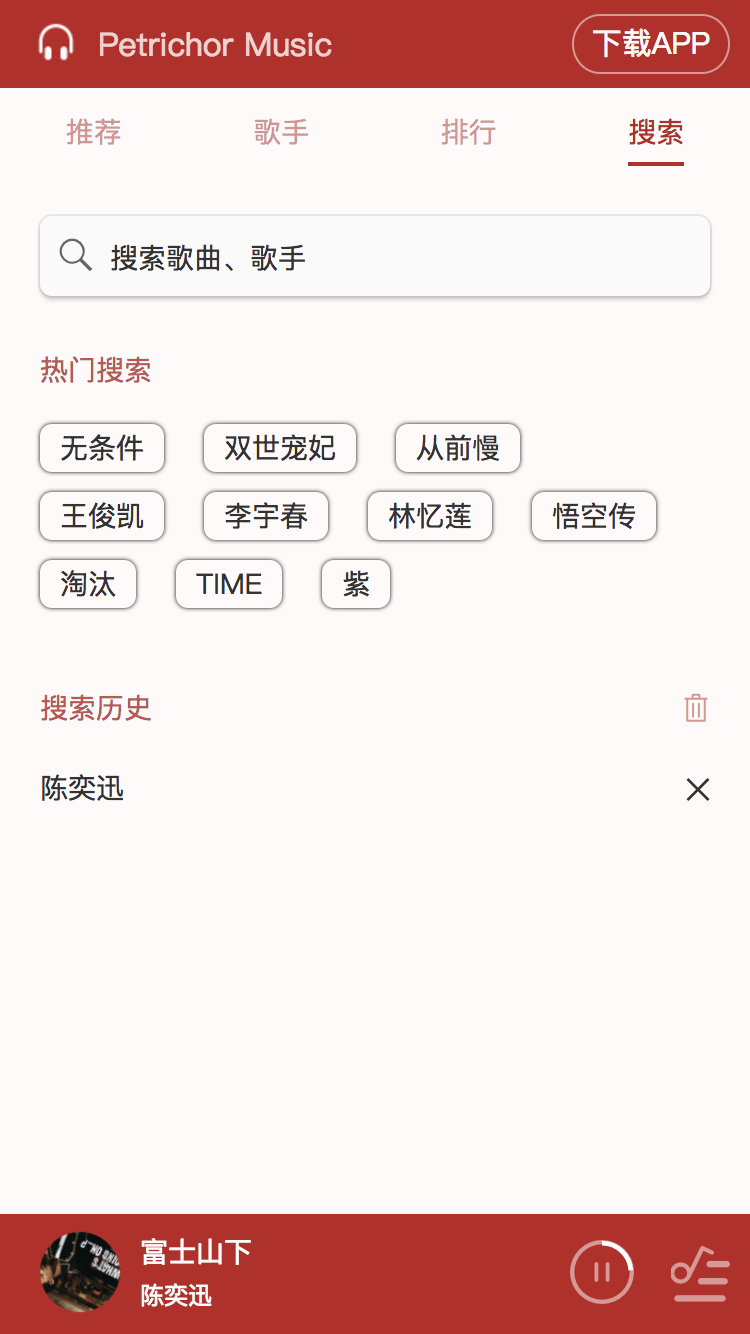 Petrichor Music 下载APP
推荐 歌手 排行 搜索
搜索歌曲、歌手
热门搜索
无条件 双世宠妃 从前慢
王俊凯 李宇春 林忆莲 悟空传
淘汰 TIME 紫
搜索历史
陈奕迅
富士山下
陈奕迅